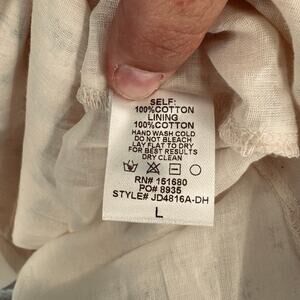 SELF:
100%COTTON
LINING
100%COTTON
HAND WASH COLD
DO NOT BLEACH
LAY FLAT TO DRY
FOR BEST RESULTS
DRY CLEAN
RN# 151680
PO# 8935
STYLE# JD4816A-DH
L